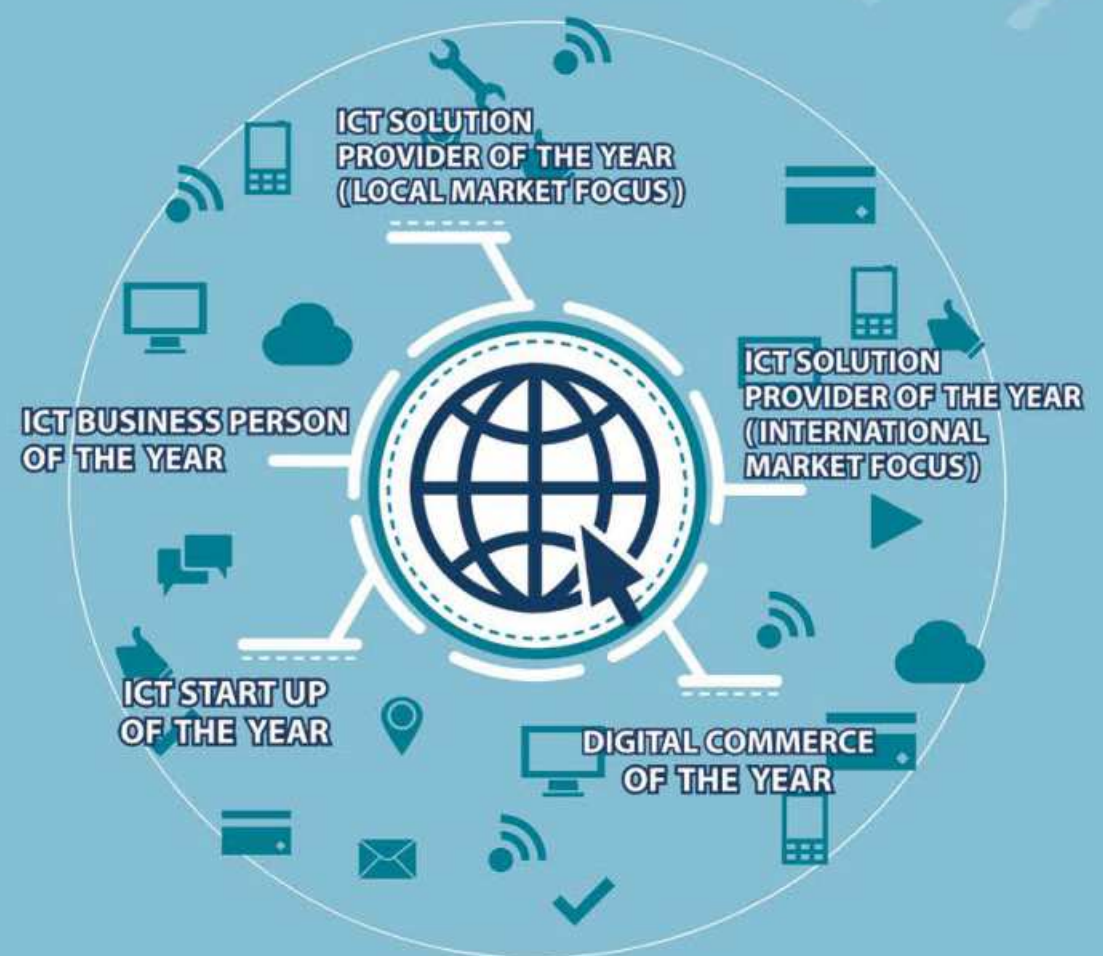 ICT SOLUTION
PROVIDER OF THE YEAR
(LOCAL MARKET FOCUS)
ICT SOLUTION
PROVIDER OF THE YEAR
(INTERNATIONAL
MARKET FOCUS)
ICT BUSINESS PERSON
OF THE YEAR
ICT START UP
OF THE YEAR
DIGITAL COMMERCE
OF THE YEAR